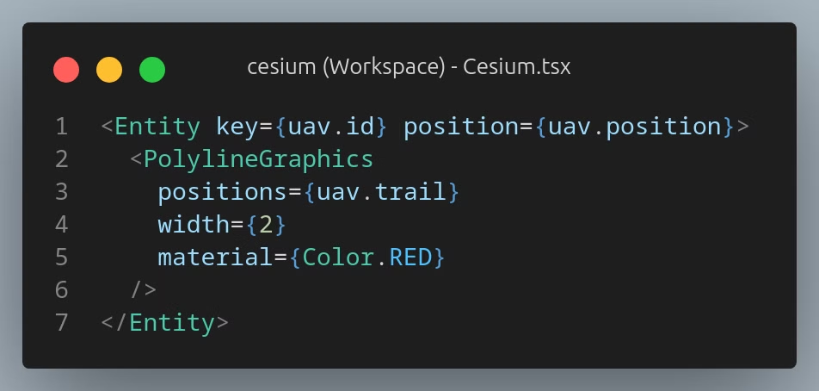 cesium (Workspace) - Cesium.tsx
1 <Entity key={uav.id} position={uav.position}>
2   <PolylineGraphics
3     positions={uav.trail}
4     width={2}
5     material={Color.RED}
6   />
7 </Entity>